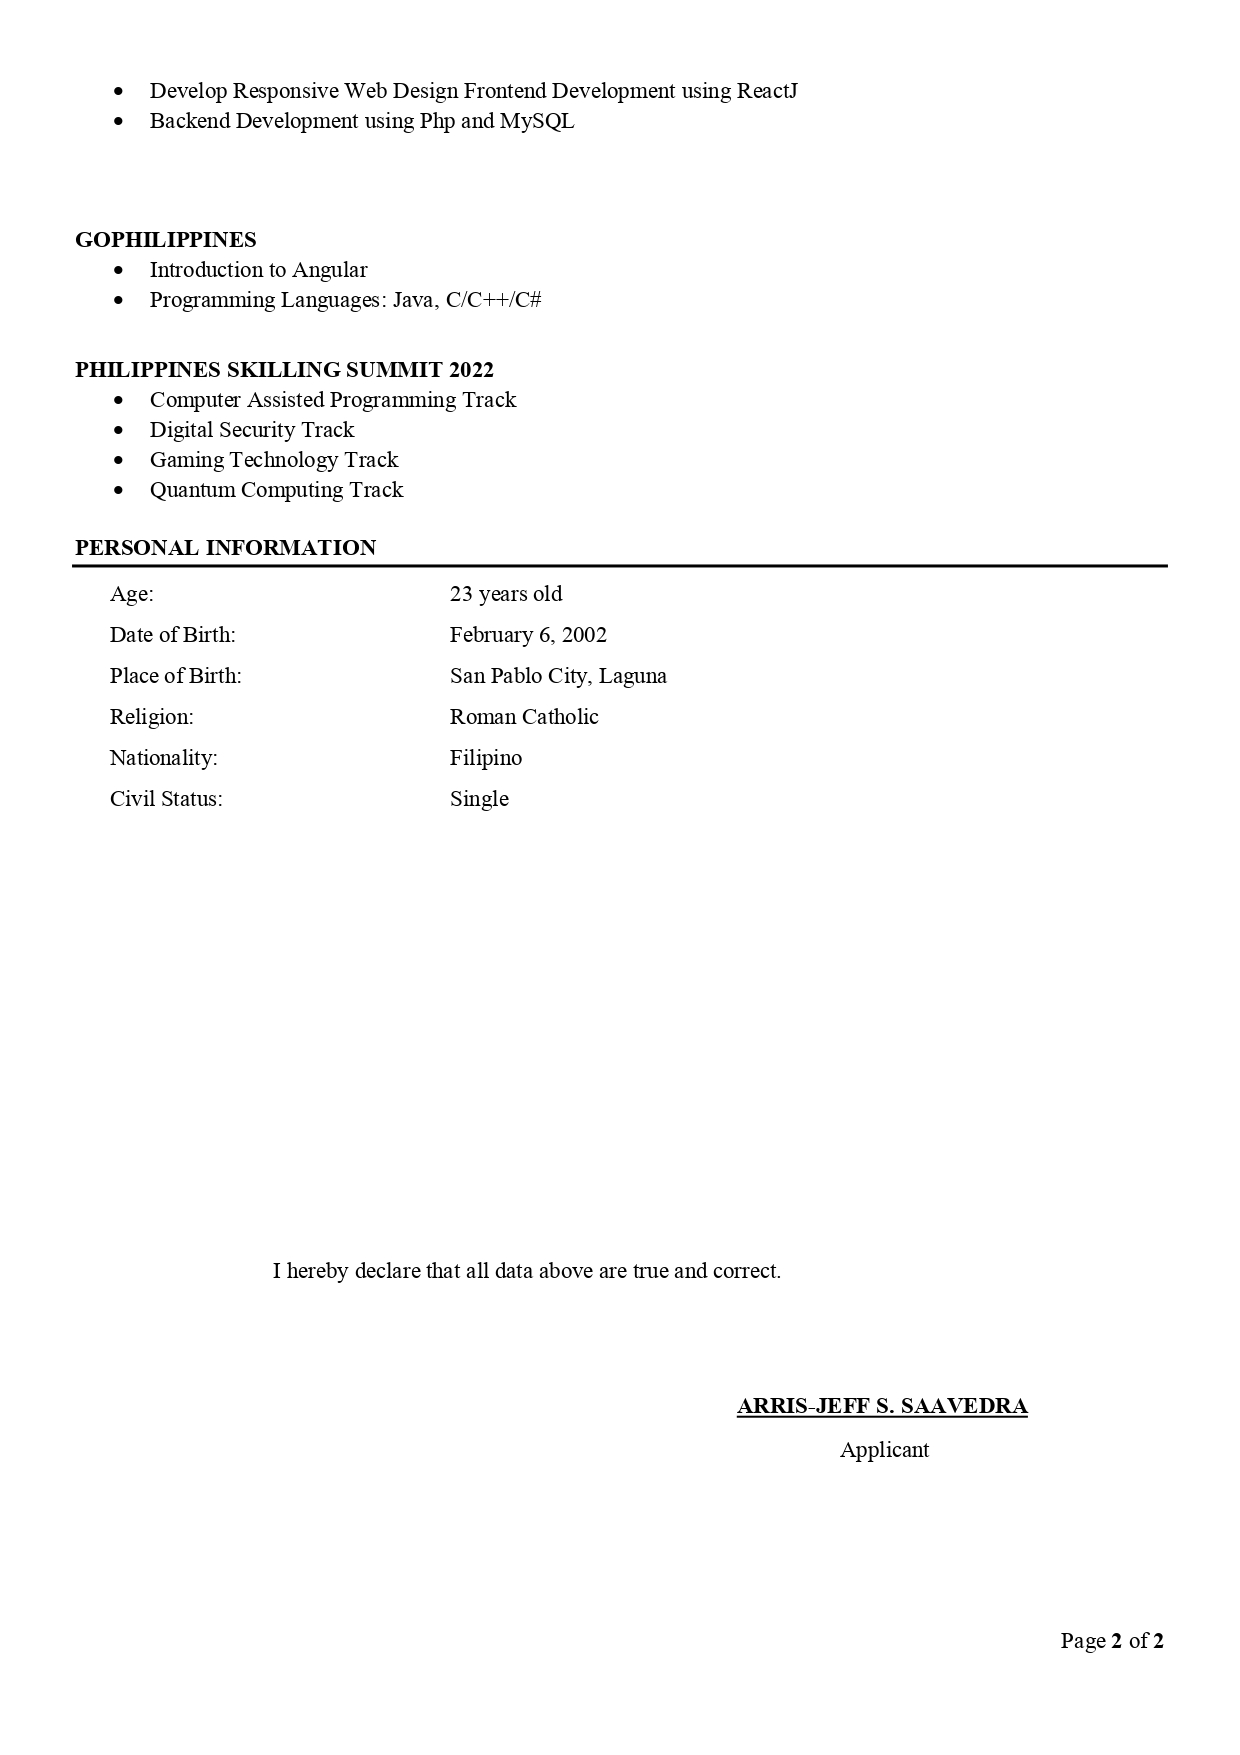 • Develop Responsive Web Design Frontend Development using ReactJ
• Backend Development using Php and MySQL
GOPHILIPPINES
• Introduction to Angular
• Programming Languages: Java, C/C++/C#
PHILIPPINES SKILLING SUMMIT 2022
• Computer Assisted Programming Track
• Digital Security Track
• Gaming Technology Track
• Quantum Computing Track
PERSONAL INFORMATION
Age: 23 years old
Date of Birth: February 6, 2002
Place of Birth: San Pablo City, Laguna
Religion: Roman Catholic
Nationality: Filipino
Civil Status: Single
I hereby declare that all data above are true and correct.
ARRIS-JEFF S. SAAVEDRA
Applicant
Page 2 of 2